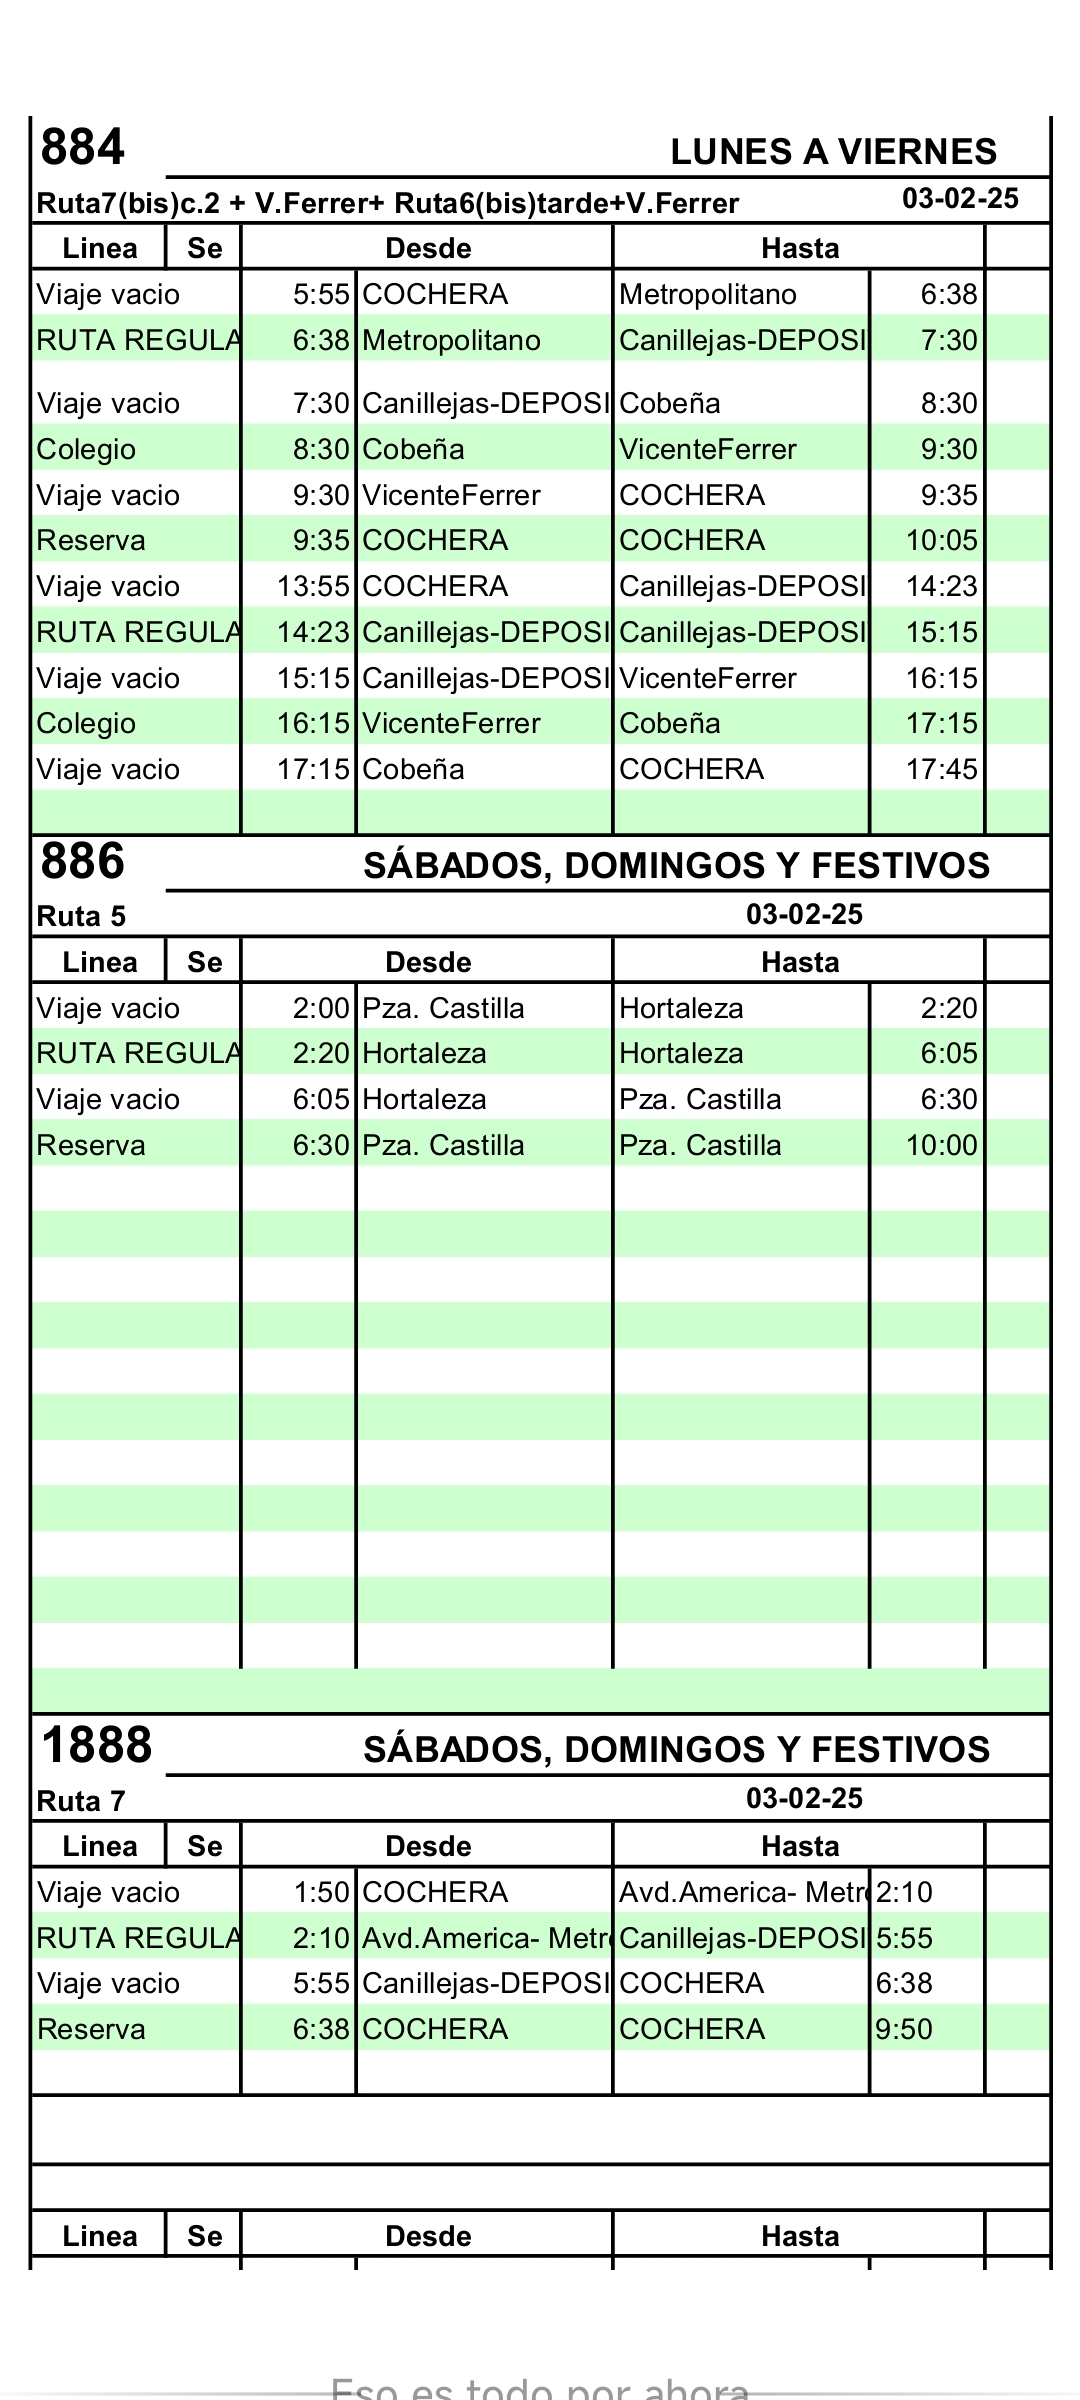 884 LUNES A VIERNES
Ruta7(bis)c.2 + V.Ferrer+ Ruta6(bis)tarde+V.Ferrer 03-02-25
Linea Se Desde Hasta
Viaje vacio 5:55 COCHERA Metropolitano 6:38
RUTA REGULA 6:38 Metropolitano Canillejas-DEPOSI 7:30
Viaje vacio 7:30 Canillejas-DEPOSI Cobeña 8:30
Colegio 8:30 Cobeña VicenteFerrer 9:30
Viaje vacio 9:30 VicenteFerrer COCHERA 9:35
Reserva 9:35 COCHERA COCHERA 10:05
Viaje vacio 13:55 COCHERA Canillejas-DEPOSI 14:23
RUTA REGULA 14:23 Canillejas-DEPOSI Canillejas-DEPOSI 15:15
Viaje vacio 15:15 Canillejas-DEPOSI VicenteFerrer 16:15
Colegio 16:15 VicenteFerrer Cobeña 17:15
Viaje vacio 17:15 Cobeña COCHERA 17:45
886 SÁBADOS, DOMINGOS Y FESTIVOS
Ruta 5 03-02-25
Linea Se Desde Hasta
Viaje vacio 2:00 Pza. Castilla Hortaleza 2:20
RUTA REGULA 2:20 Hortaleza Hortaleza 6:05
Viaje vacio 6:05 Hortaleza Pza. Castilla 6:30
Reserva 6:30 Pza. Castilla Pza. Castilla 10:00
1888 SÁBADOS, DOMINGOS Y FESTIVOS
Ruta 7 03-02-25
Linea Se Desde Hasta
Viaje vacio 1:50 COCHERA Avd.America- Metr 2:10
RUTA REGULA 2:10 Avd.America- Metr Canillejas-DEPOSI 5:55
Viaje vacio 5:55 Canillejas-DEPOSI COCHERA 6:38
Reserva 6:38 COCHERA COCHERA 9:50
Linea Se Desde Hasta
Eso es todo por ahora